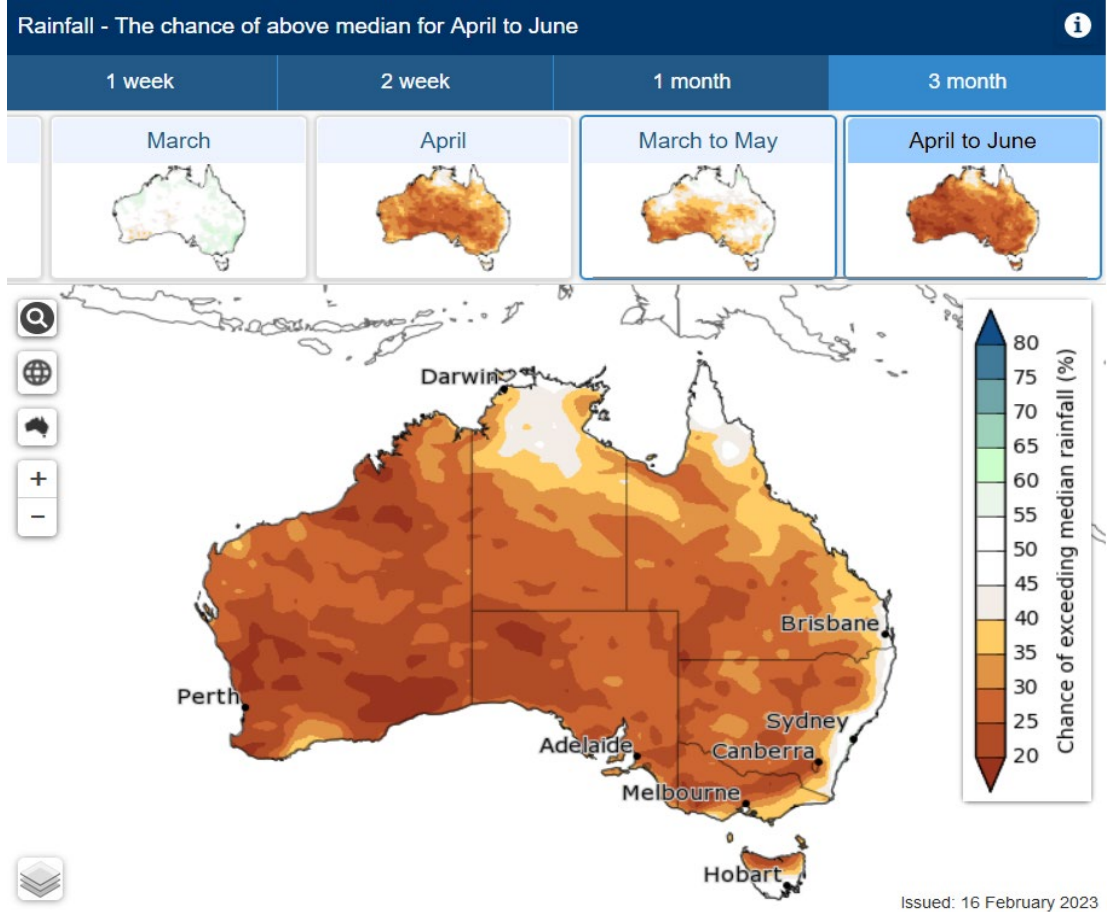 Rainfall - The chance of above median for April to June
i
1 week
2 week
1 month
3 month
March
April
March to May
April to June
+
−
Darwin
Brisbane
Perth
Sydney
Adelaide
Canberra
Melbourne
Hobart
80
75
70
65
60
55
50
45
40
35
30
25
20
Chance of exceeding median rainfall (%)
Issued: 16 February 2023